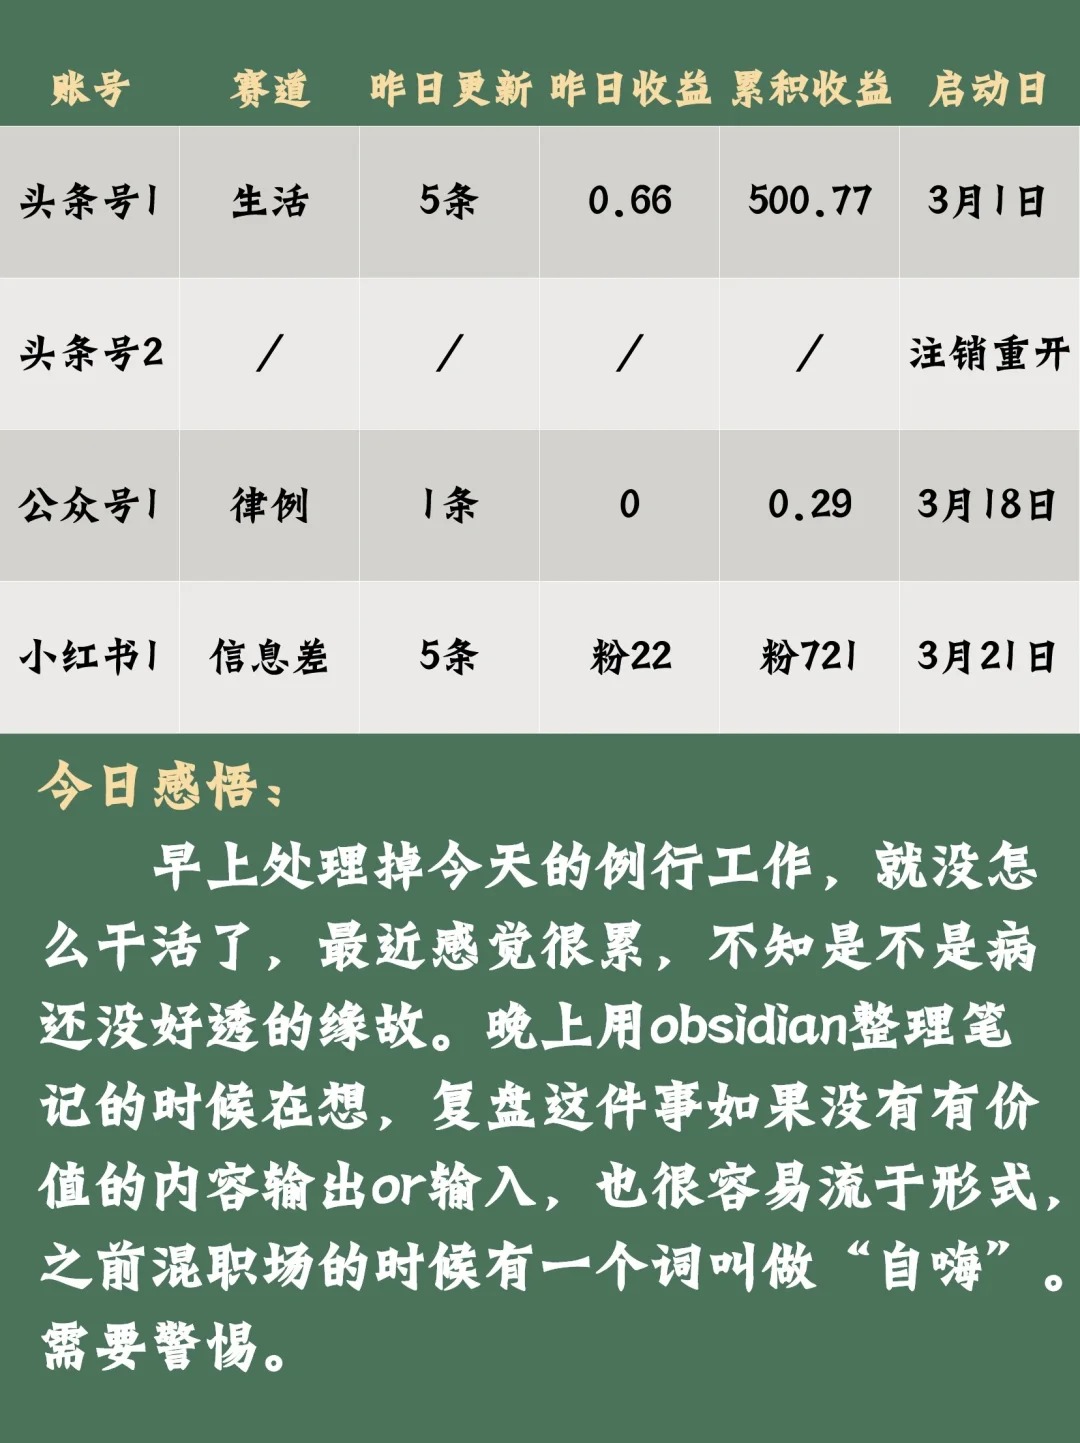 账号 赛道 昨日更新 昨日收益 累积收益 启动日
头条号1 生活 5条 0.66 500.77 3月1日
头条号2 / / / / 注销重开
公众号1 律例 1条 0 0.29 3月18日
小红书1 信息差 5条 粉22 粉721 3月21日
今日感悟：
早上处理掉今天的例行工作，就没怎
么干活了，最近感觉很累，不知是不是病
还没好透的缘故。晚上用obsidian整理笔
记的时候在想，复盘这件事如果没有有价
值的内容输出or输入，也很容易流于形式，
之前混职场的时候有一个词叫做“自嗨”。
需要警惕。